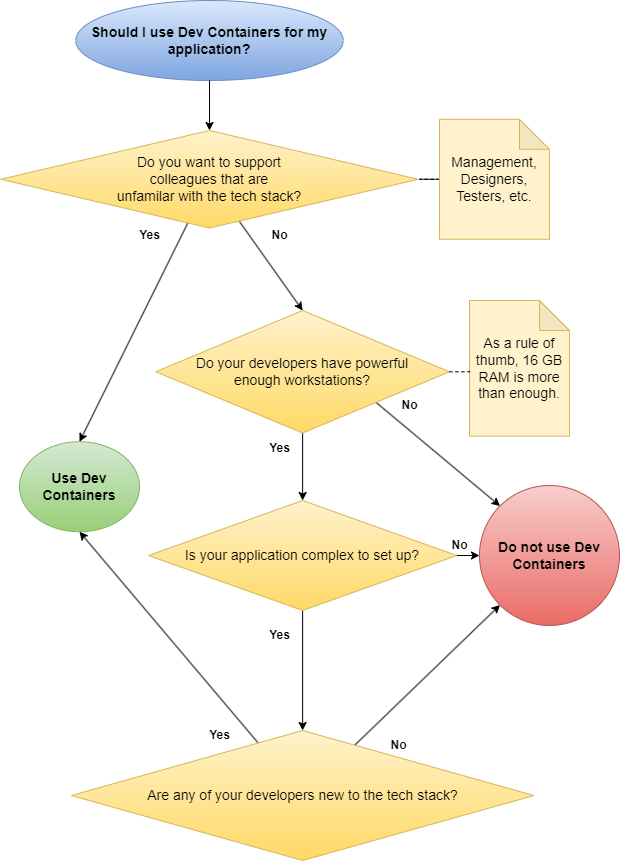 Should I use Dev Containers for my
application?
Do you want to support
colleagues that are
unfamilar with the tech stack?
Management,
Designers,
Testers, etc.
Yes
No
Do your developers have powerful
enough workstations?
As a rule of
thumb, 16 GB
RAM is more
than enough.
No
Yes
Use Dev
Containers
Is your application complex to set up?
No
Do not use Dev
Containers
Yes
Yes
No
Are any of your developers new to the tech stack?